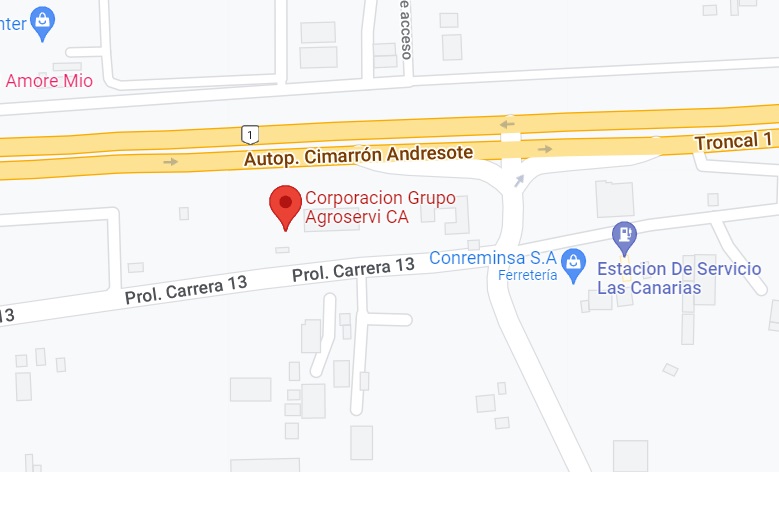 nter
e acceso
Amore Mio
1
Autop. Cimarrón Andresote
Troncal 1
Corporacion Grupo
Agroservi CA
Prol. Carrera 13
Prol. Carrera 13
13
Conreminsa S.A
Ferretería
Estacion De Servicio
Las Canarias